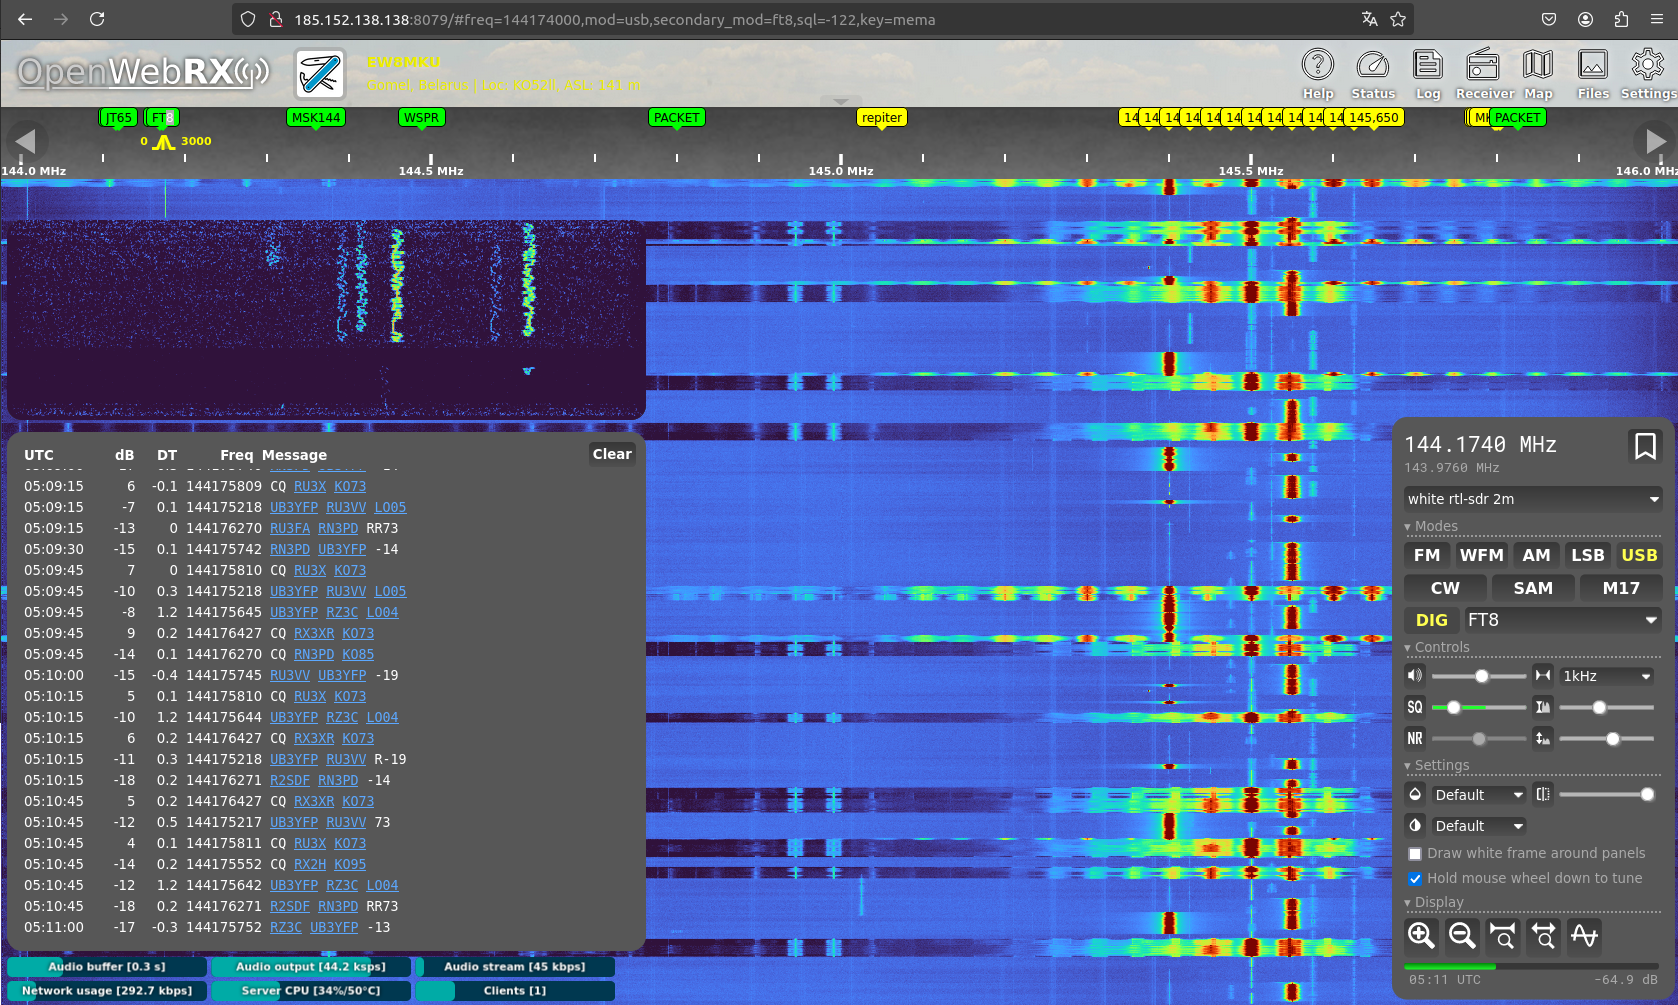 185.152.138.138:8079/#freq=144174000,mod=usb,secondary_mod=ft8,sql=-122,key=mema
OpenWebRX
EW8MKU
Gomel, Belarus | Loc: KO52li, ASL: 141 m
Help Status Log Receiver Map Files Settings
JT65 FT8 MSK144 WSPR PACKET repiter 14 14 14 14 14 14 14 14 14 14 14 145,650 MK PACKET
0 3000
144.0 MHz 144.5 MHz 145.0 MHz 145.5 MHz 146.0 MHz
UTC dB DT Freq Message Clear
05:09:15 6 -0.1 144175809 CQ RU3X KO73
05:09:15 -7 0.1 144175218 UB3YFP RU3VV LO05
05:09:15 -13 0 144176270 RU3FA RN3PD RR73
05:09:30 -15 0.1 144175742 RN3PD UB3YFP -14
05:09:45 7 0 144175810 CQ RU3X KO73
05:09:45 -10 0.3 144175218 UB3YFP RU3VV LO05
05:09:45 -8 1.2 144175645 UB3YFP RZ3C LO04
05:09:45 9 0.2 144176427 CQ RX3XR KO73
05:09:45 -14 0.1 144176270 CQ RN3PD KO85
05:10:00 -15 -0.4 144175745 RU3VV UB3YFP -19
05:10:15 5 0.1 144175810 CQ RU3X KO73
05:10:15 -10 1.2 144175644 UB3YFP RZ3C LO04
05:10:15 6 0.2 144176427 CQ RX3XR KO73
05:10:15 -11 0.3 144175218 UB3YFP RU3VV R-19
05:10:15 -18 0.2 144176271 R2SDF RN3PD -14
05:10:45 5 0.2 144176427 CQ RX3XR KO73
05:10:45 -12 0.5 144175217 UB3YFP RU3VV 73
05:10:45 4 0.1 144175811 CQ RU3X KO73
05:10:45 -14 0.2 144175552 CQ RX2H KO95
05:10:45 -12 1.2 144175642 UB3YFP RZ3C LO04
05:10:45 -18 0.2 144176271 R2SDF RN3PD RR73
05:11:00 -17 -0.3 144175752 RZ3C UB3YFP -13
Audio buffer [0.3 s] Audio output [44.2 ksps] Audio stream [45 kbps]
Network usage [292.7 kbps] Server CPU [34%/50°C] Clients [1]
144.1740 MHz
143.9760 MHz
white rtl-sdr 2m
Modes
FM WFM AM LSB USB
CW SAM M17
DIG FT8
Controls
1kHz
SQ
NR
Settings
Default
Default
Draw white frame around panels
Hold mouse wheel down to tune
Display
05:11 UTC -64.9 dB